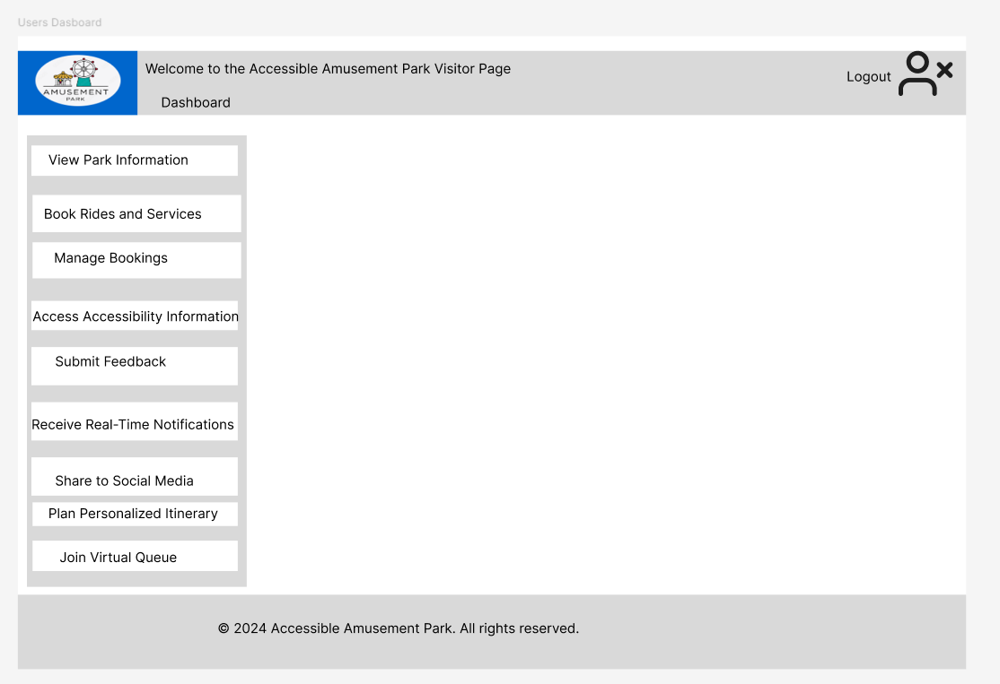 Users Dasboard
AMUSEMENT
PARK
Welcome to the Accessible Amusement Park Visitor Page
Logout
Dashboard
View Park Information
Book Rides and Services
Manage Bookings
Access Accessibility Information
Submit Feedback
Receive Real-Time Notifications
Share to Social Media
Plan Personalized Itinerary
Join Virtual Queue
© 2024 Accessible Amusement Park. All rights reserved.